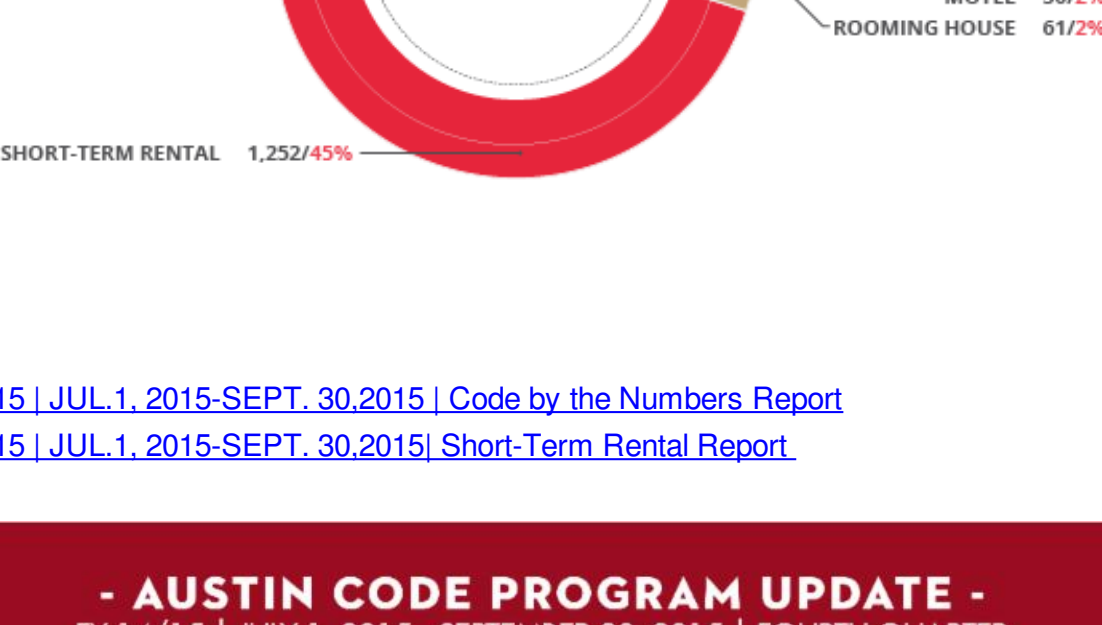 ROOMING HOUSE 61/2%
SHORT-TERM RENTAL 1,252/45%
15 | JUL.1, 2015-SEPT. 30,2015 | Code by the Numbers Report
15 | JUL.1, 2015-SEPT. 30,2015| Short-Term Rental Report
- AUSTIN CODE PROGRAM UPDATE -